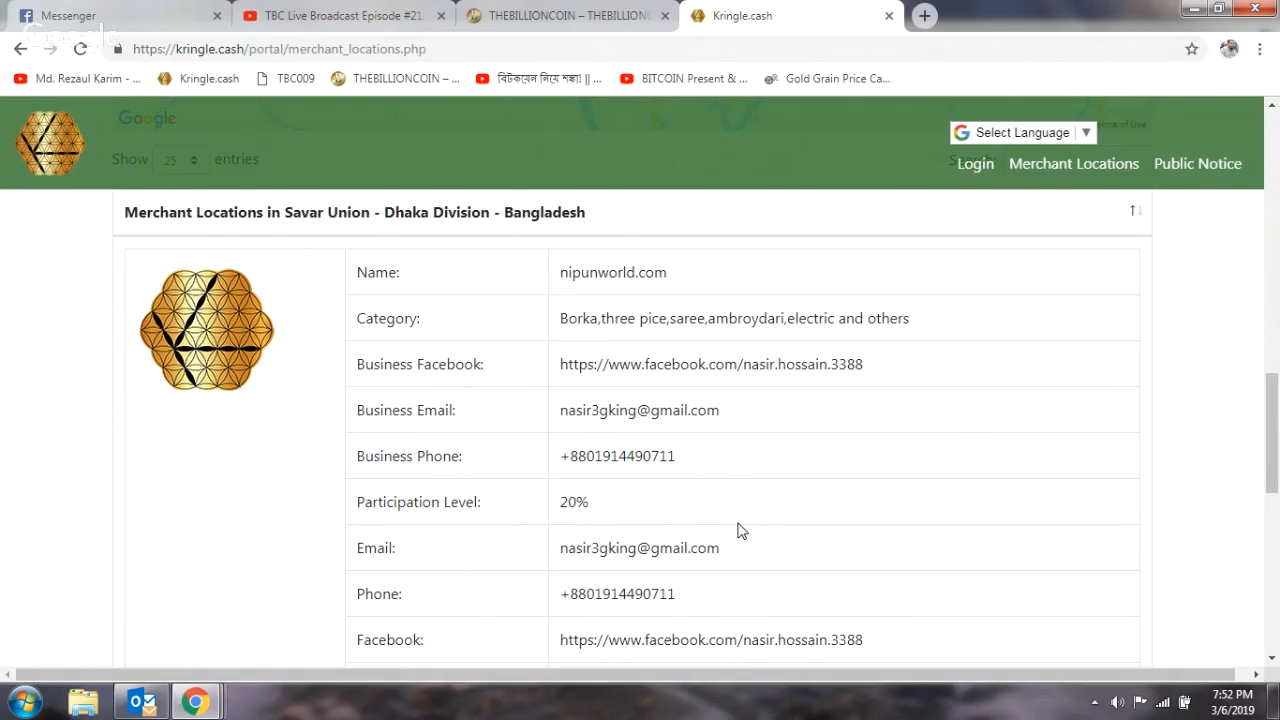 Messenger
TBC Live Broadcast Episode #21
THEBILLIONCOIN – THEBILLIONC
Kringle.cash
https://kringle.cash/portal/merchant_locations.php
Md. Rezaul Karim - ...
Kringle.cash
TBC009
THEBILLIONCOIN – ...
বিটকয়েন নিয়ে শঙ্কা! || ...
BITCOIN Present & ...
Gold Grain Price Ca...
Google
Terms of Use
Select Language ▼
Show 25 entries
Login Merchant Locations Public Notice
Merchant Locations in Savar Union - Dhaka Division - Bangladesh
Name: nipunworld.com
Category: Borka,three pice,saree,ambroydari,electric and others
Business Facebook: https://www.facebook.com/nasir.hossain.3388
Business Email: nasir3gking@gmail.com
Business Phone: +8801914490711
Participation Level: 20%
Email: nasir3gking@gmail.com
Phone: +8801914490711
Facebook: https://www.facebook.com/nasir.hossain.3388
7:52 PM
3/6/2019